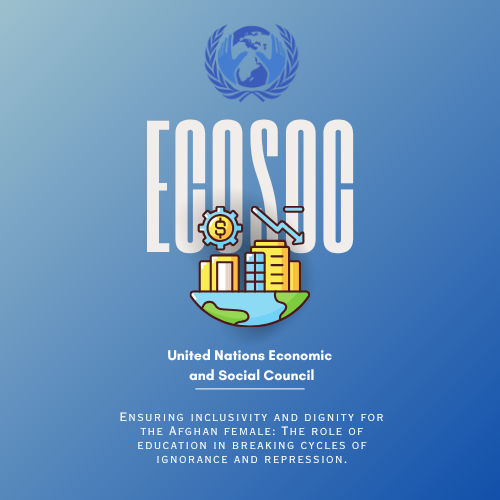 ECOSOC
$
United Nations Economic
and Social Council
Ensuring inclusivity and dignity for
the Afghan female: The role of
education in breaking cycles of
ignorance and repression.